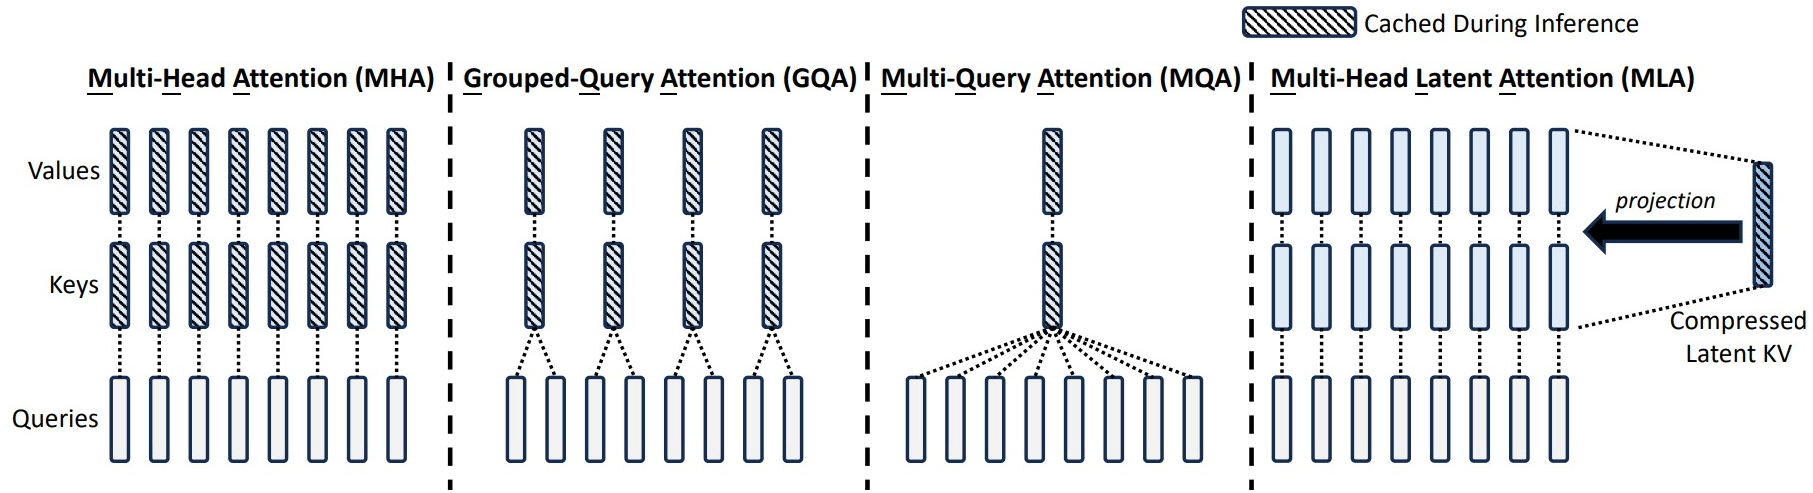 Cached During Inference
Multi-Head Attention (MHA)
Grouped-Query Attention (GQA)
Multi-Query Attention (MQA)
Multi-Head Latent Attention (MLA)
Values
Keys
Queries
projection
Compressed
Latent KV